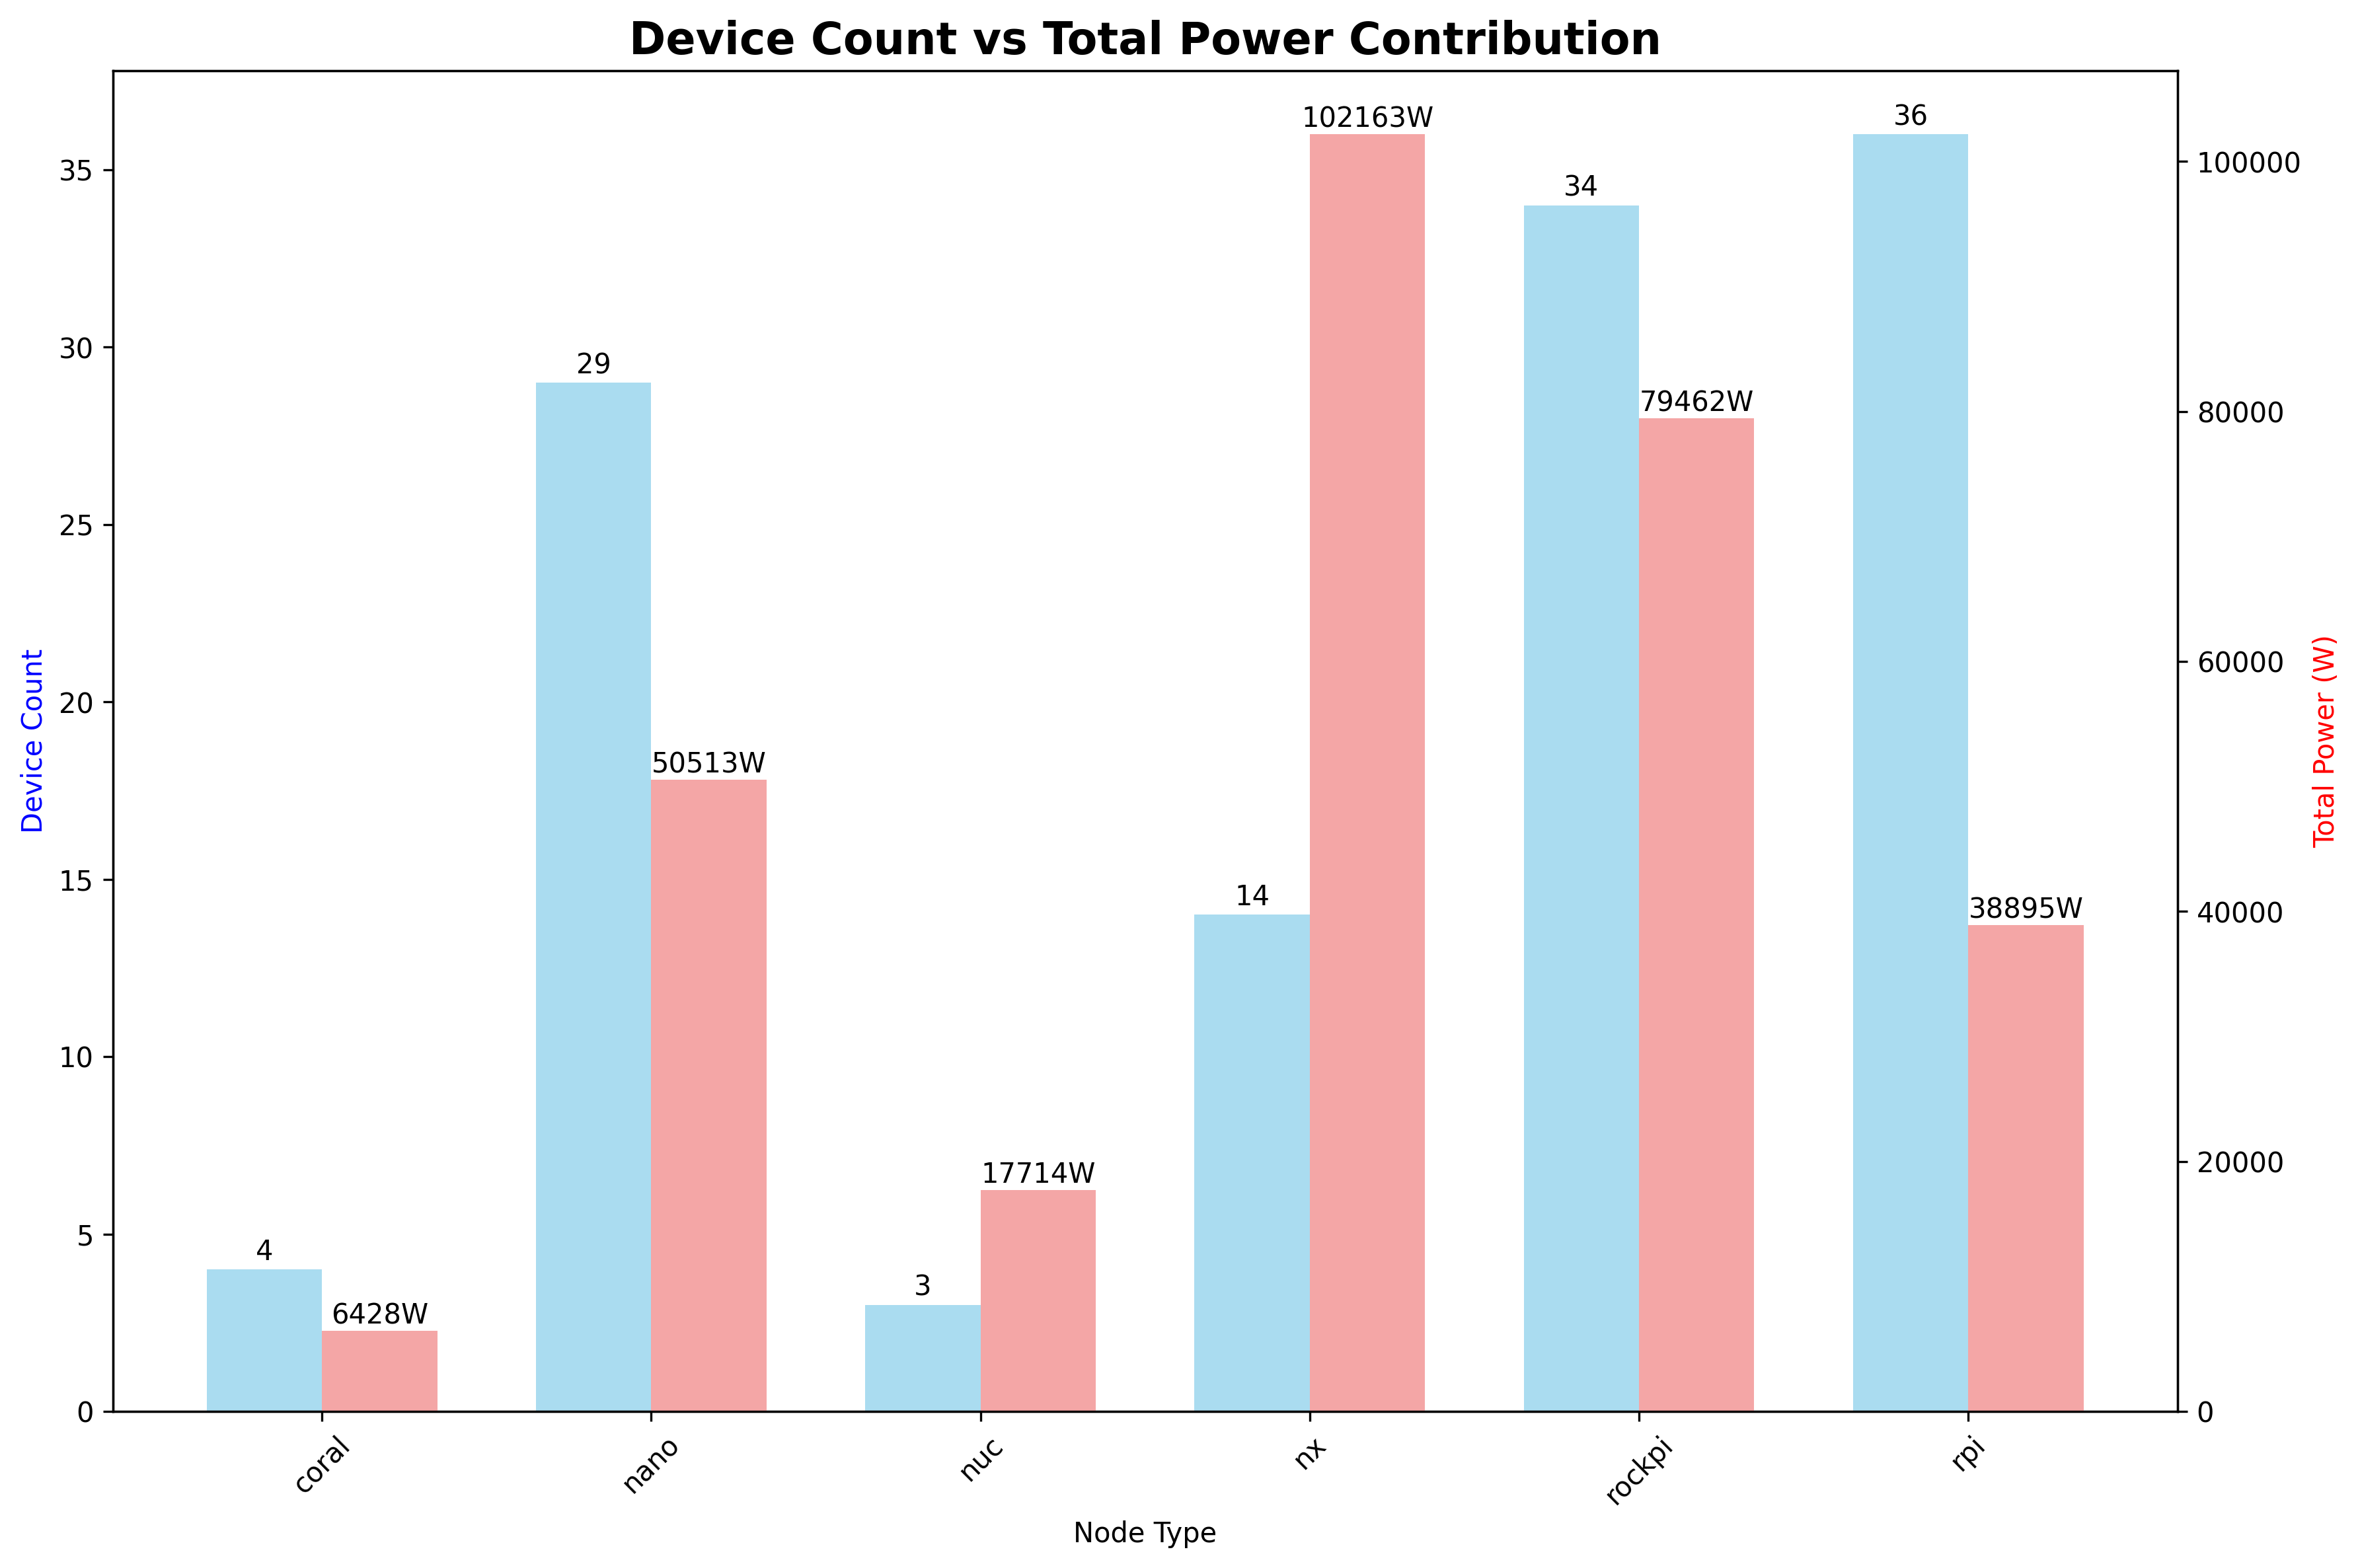 Device Count vs Total Power Contribution
Device Count
35
30
25
20
15
10
5
0
4
29
3
14
34
36
6428W
50513W
17714W
102163W
79462W
38895W
100000
80000
60000
40000
20000
0
Total Power (W)
coral
nano
nuc
nx
rockpi
rpi
Node Type